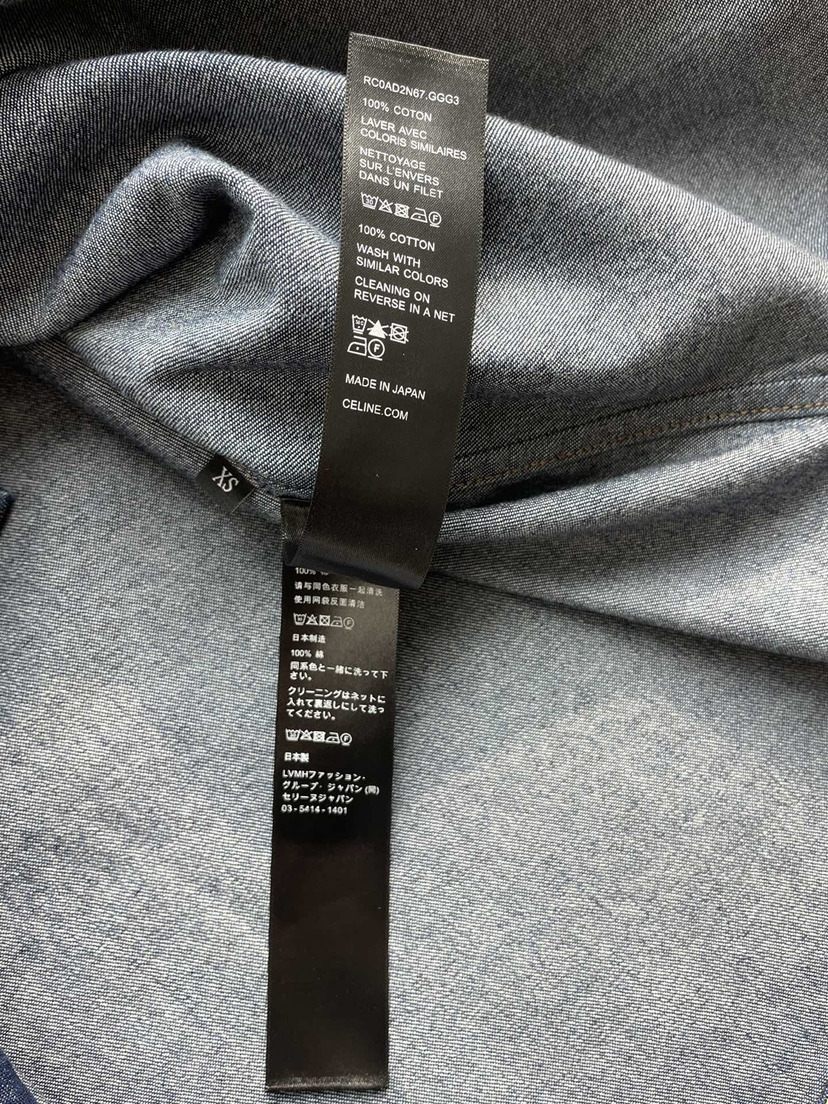 RC0AD2N67.GGG3
100% COTON
LAVER AVEC
COLORIS SIMILAIRES
NETTOYAGE
SUR L'ENVERS
DANS UN FILET
100% COTTON
WASH WITH
SIMILAR COLORS
CLEANING ON
REVERSE IN A NET
MADE IN JAPAN
CELINE.COM
XS
100%
请与同色衣服一起清洗
使用网袋反面清洁
日本制造
100% 綿
同系色と一緒に洗って下
さい。
クリーニングはネットに
入れて裏返しにして洗っ
てください。
日本製
LVMHファッション・
グループ・ジャパン(同)
セリーヌジャパン
03-5414-1401